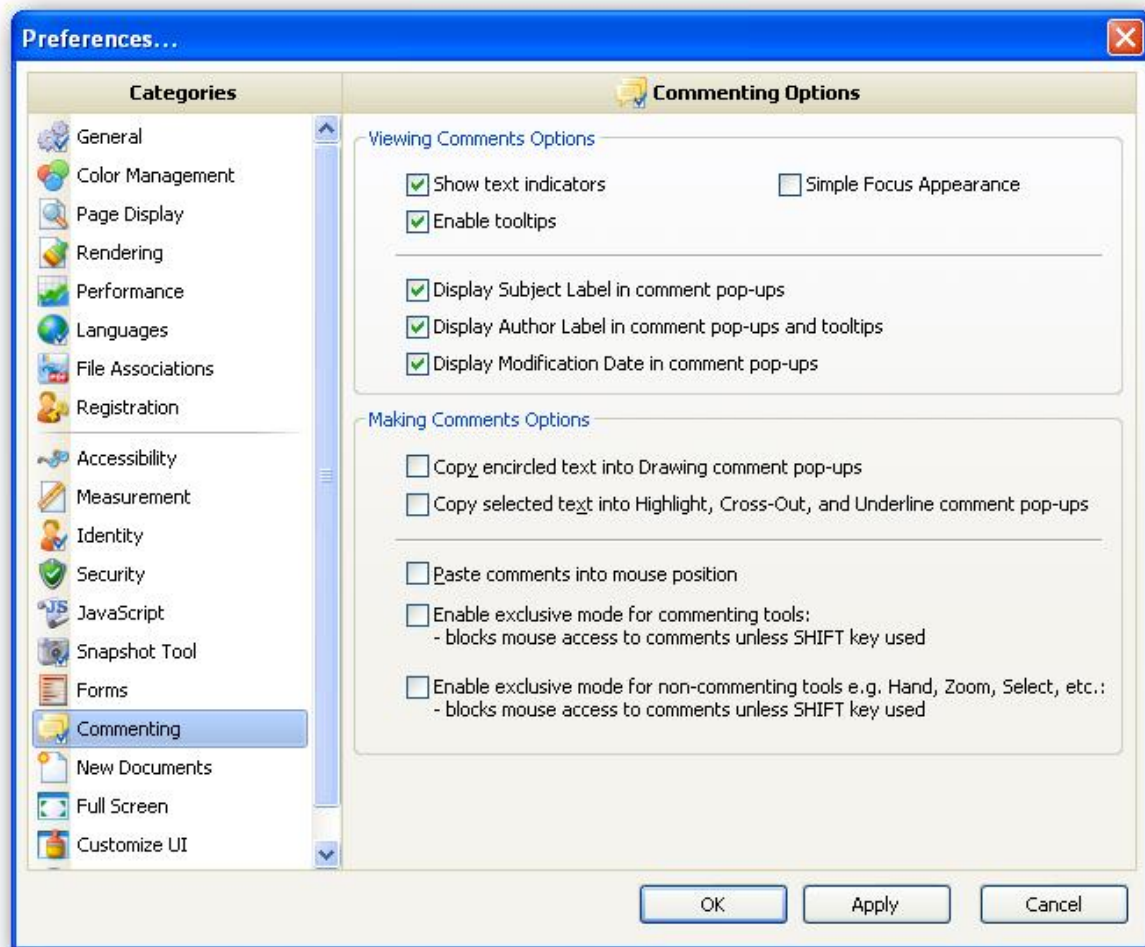 Preferences...
Categories
General
Color Management
Page Display
Rendering
Performance
Languages
File Associations
Registration
Accessibility
Measurement
Identity
Security
JavaScript
Snapshot Tool
Forms
Commenting
New Documents
Full Screen
Customize UI
Commenting Options
Viewing Comments Options
Show text indicators
Simple Focus Appearance
Enable tooltips
Display Subject Label in comment pop-ups
Display Author Label in comment pop-ups and tooltips
Display Modification Date in comment pop-ups
Making Comments Options
Copy encircled text into Drawing comment pop-ups
Copy selected text into Highlight, Cross-Out, and Underline comment pop-ups
Paste comments into mouse position
Enable exclusive mode for commenting tools:
- blocks mouse access to comments unless SHIFT key used
Enable exclusive mode for non-commenting tools e.g. Hand, Zoom, Select, etc.:
- blocks mouse access to comments unless SHIFT key used
OK
Apply
Cancel